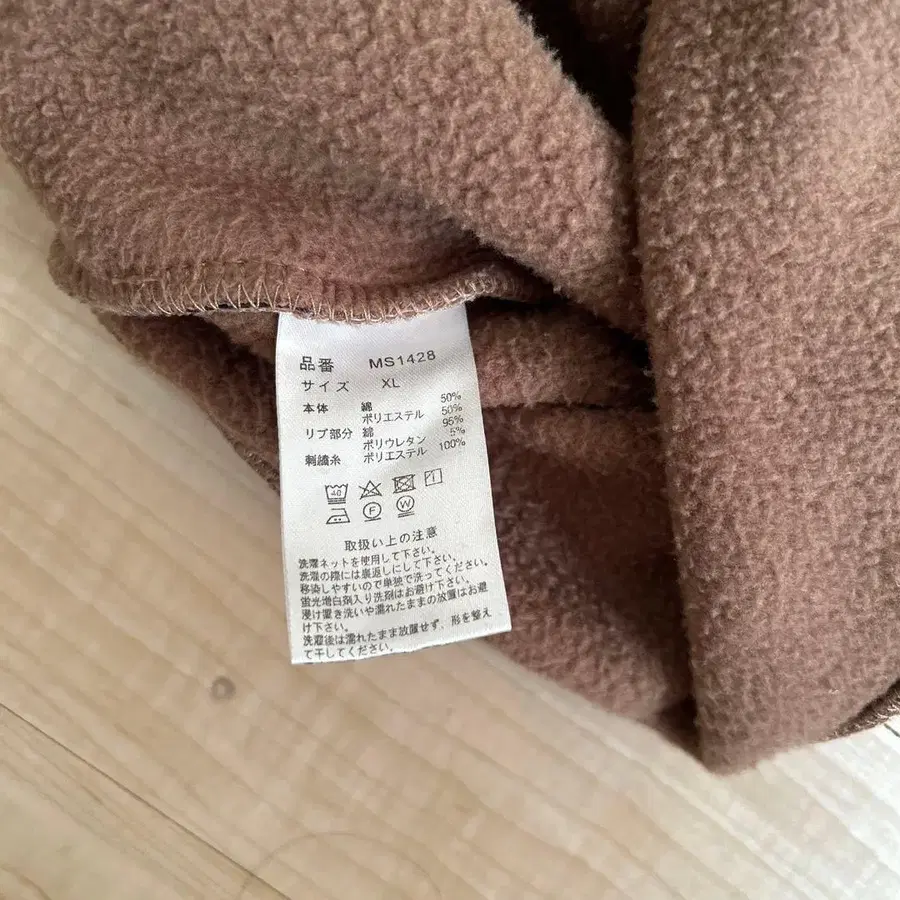 品番 MS1428
サイズ XL
本体 綿 50%
ポリエステル 50%
リブ部分 綿 95%
ポリウレタン 5%
刺繍糸 ポリエステル 100%
40
F W
取扱い上の注意
洗濯ネットを使用して下さい。
洗濯の際には裏返しにして下さい。
移染しやすいので単独で洗ってください。
蛍光増白剤入り洗剤はお避け下さい。
浸け置き洗いや濡れたままの放置はお避
け下さい。
洗濯後は濡れたまま放置せず、形を整え
て干してください。